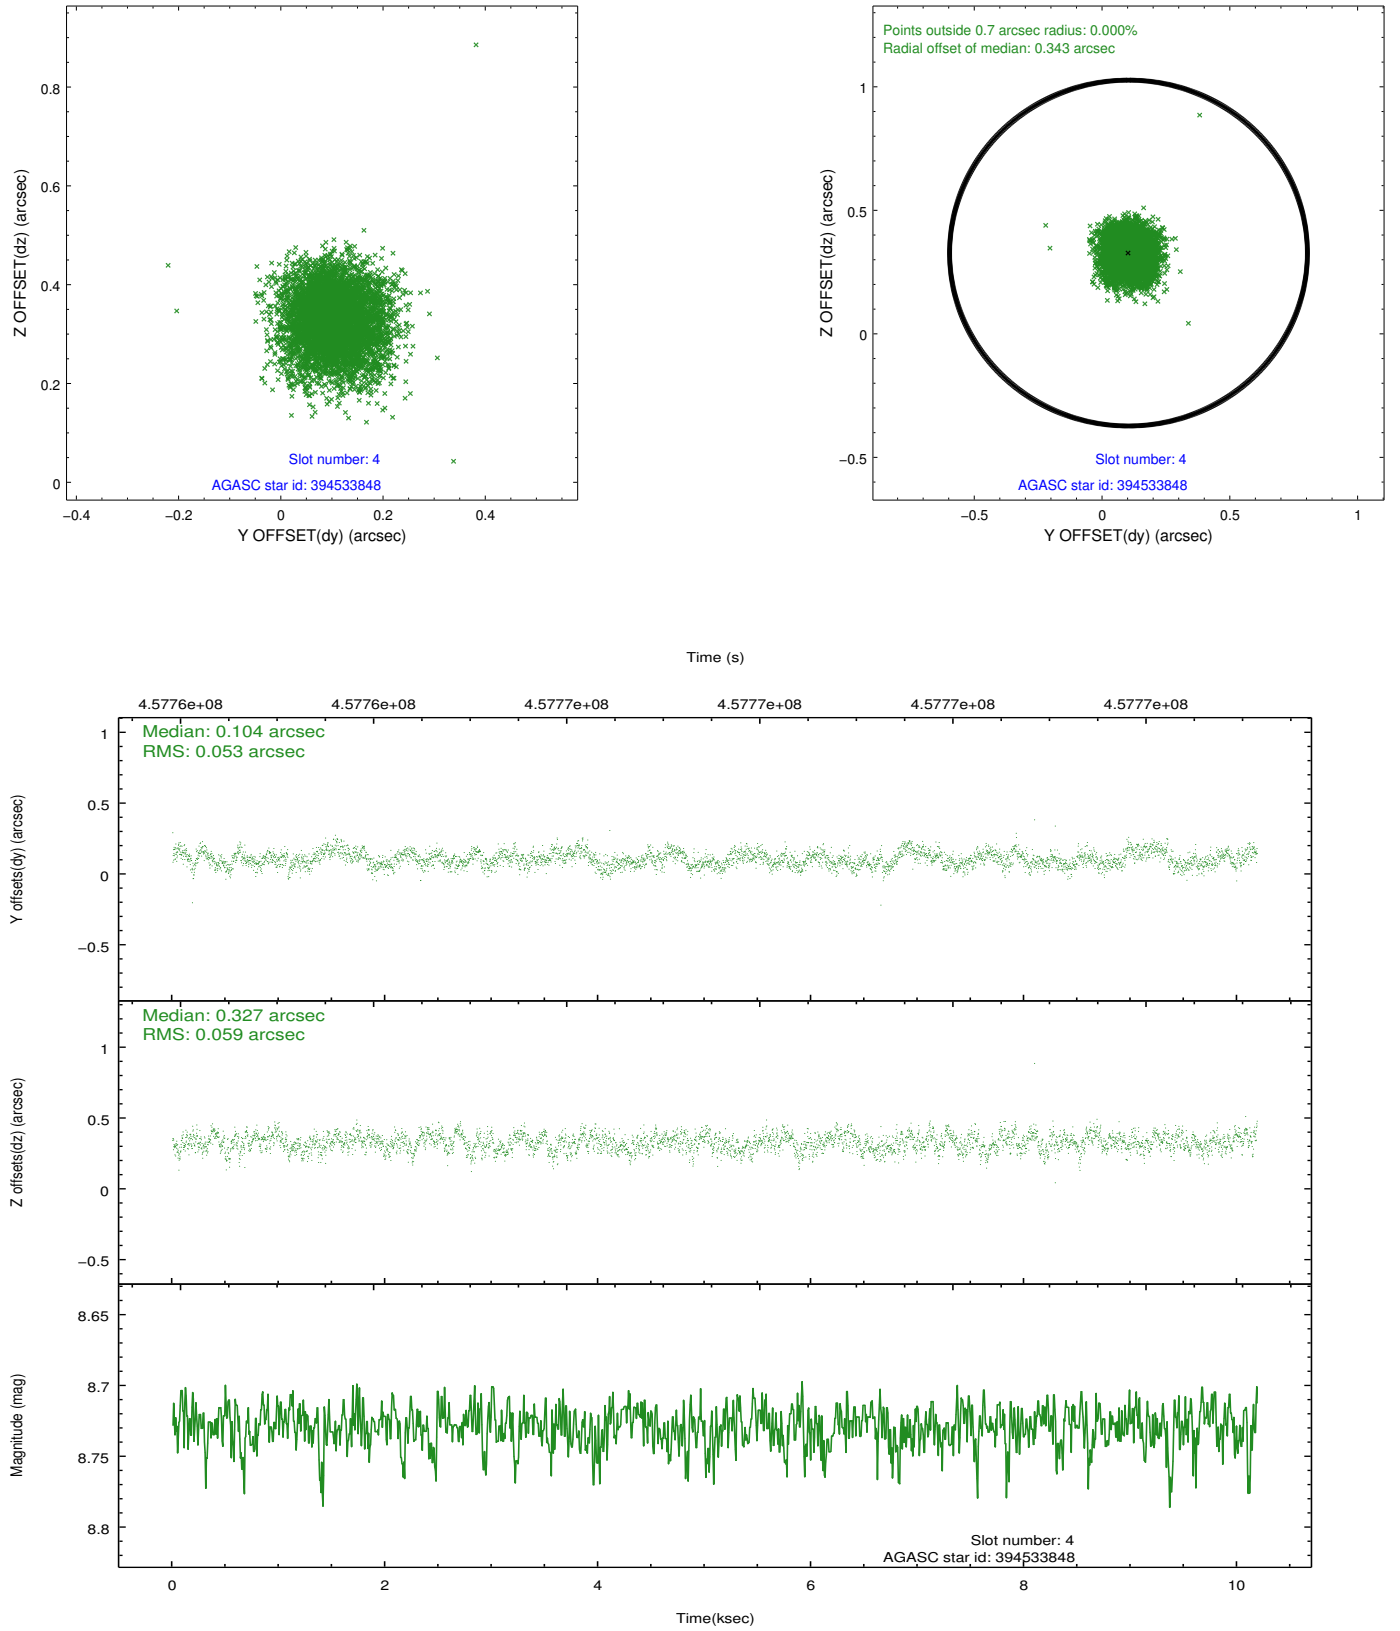 0.8
0.6
0.4
0.2
0
Z OFFSET(dz) (arcsec)
Slot number: 4
AGASC star id: 394533848
−0.4
−0.2
0
0.2
0.4
Y OFFSET(dy) (arcsec)
Points outside 0.7 arcsec radius: 0.000%
Radial offset of median: 0.343 arcsec
1
0.5
0
−0.5
Z OFFSET(dz) (arcsec)
Slot number: 4
AGASC star id: 394533848
−0.5
0
0.5
1
Y OFFSET(dy) (arcsec)
Time (s)
4.5776e+08
4.5776e+08
4.5777e+08
4.5777e+08
4.5777e+08
4.5777e+08
Median: 0.104 arcsec
RMS: 0.053 arcsec
1
0.5
0
−0.5
Y offsets(dy) (arcsec)
Median: 0.327 arcsec
RMS: 0.059 arcsec
1
0.5
0
−0.5
Z offsets(dz) (arcsec)
8.65
8.7
8.75
8.8
Magnitude (mag)
Slot number: 4
AGASC star id: 394533848
0
2
4
6
8
10
Time(ksec)